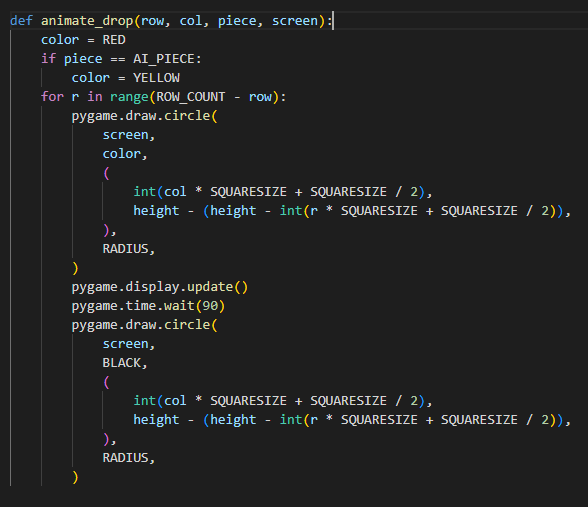 def animate_drop(row, col, piece, screen):
    color = RED
    if piece == AI_PIECE:
        color = YELLOW
    for r in range(ROW_COUNT - row):
        pygame.draw.circle(
            screen,
            color,
            (
                int(col * SQUARESIZE + SQUARESIZE / 2),
                height - (height - int(r * SQUARESIZE + SQUARESIZE / 2)),
            ),
            RADIUS,
        )
        pygame.display.update()
        pygame.time.wait(90)
        pygame.draw.circle(
            screen,
            BLACK,
            (
                int(col * SQUARESIZE + SQUARESIZE / 2),
                height - (height - int(r * SQUARESIZE + SQUARESIZE / 2)),
            ),
            RADIUS,
        )